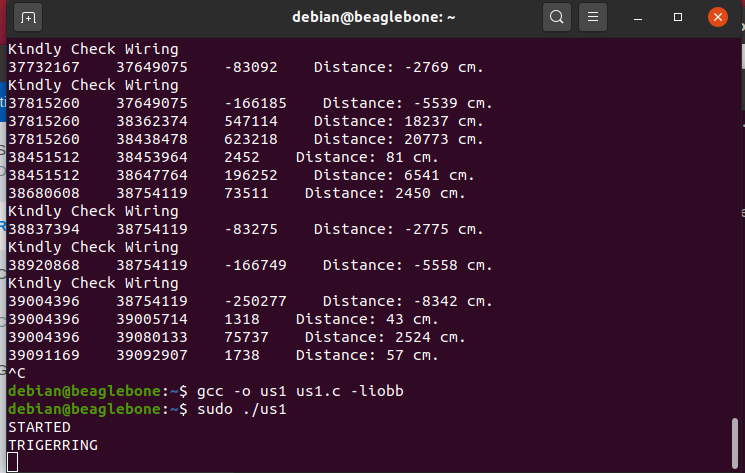 debian@beaglebone: ~
Kindly Check Wiring
37732167 37649075 -83092 Distance: -2769 cm.
Kindly Check Wiring
37815260 37649075 -166185 Distance: -5539 cm.
37815260 38362374 547114 Distance: 18237 cm.
37815260 38438478 623218 Distance: 20773 cm.
38451512 38453964 2452 Distance: 81 cm.
38451512 38647764 196252 Distance: 6541 cm.
38680608 38754119 73511 Distance: 2450 cm.
Kindly Check Wiring
38837394 38754119 -83275 Distance: -2775 cm.
Kindly Check Wiring
38920868 38754119 -166749 Distance: -5558 cm.
Kindly Check Wiring
39004396 38754119 -250277 Distance: -8342 cm.
39004396 39005714 1318 Distance: 43 cm.
39004396 39080133 75737 Distance: 2524 cm.
39091169 39092907 1738 Distance: 57 cm.
^C
debian@beaglebone:~$ gcc -o us1 us1.c -liobb
debian@beaglebone:~$ sudo ./us1
STARTED
TRIGERRING